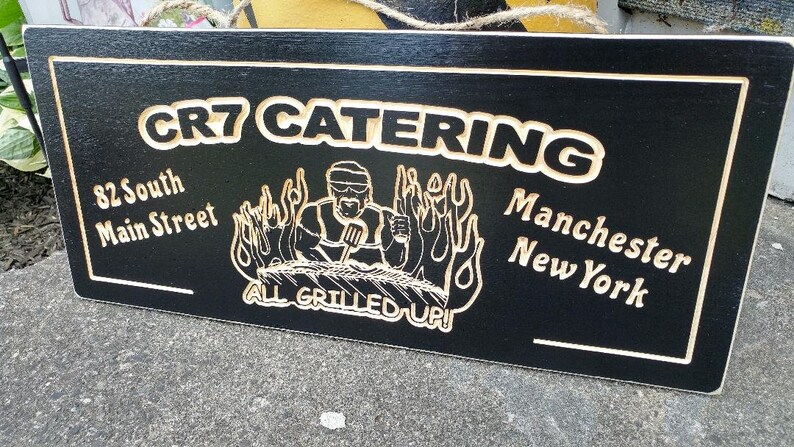 CR7 CATERING
82 South
Main Street
Manchester
New York
ALL GRILLED UP!